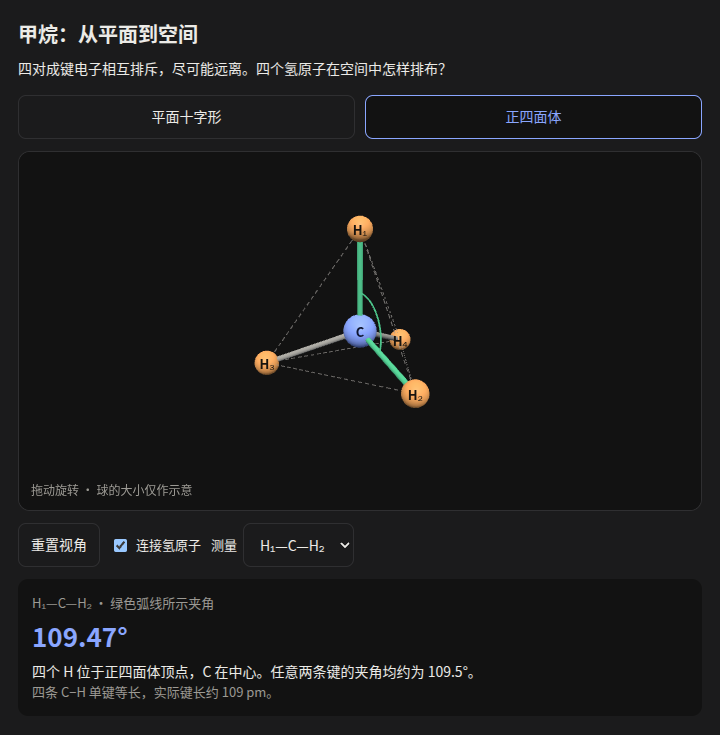 甲烷：从平面到空间
四对成键电子相互排斥，尽可能远离。四个氢原子在空间中怎样排布？
平面十字形
正四面体
H₁
C
H₄
H₃
H₂
拖动旋转 · 球的大小仅作示意
重置视角
连接氢原子
测量
H₁—C—H₂
H₁—C—H₂ · 绿色弧线所示夹角
109.47°
四个 H 位于正四面体顶点，C 在中心。任意两条键的夹角均约为 109.5°。
四条 C−H 单键等长，实际键长约 109 pm。